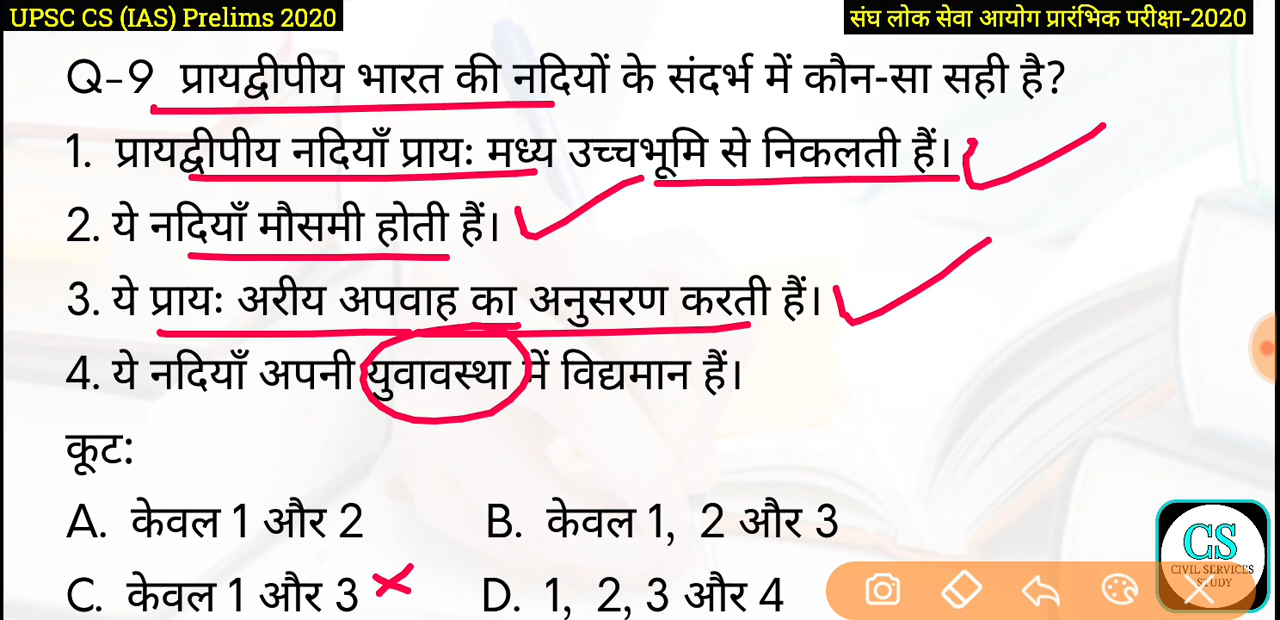 UPSC CS (IAS) Prelims 2020 संघ लोक सेवा आयोग प्रारंभिक परीक्षा-2020
Q-9 प्रायद्वीपीय भारत की नदियों के संदर्भ में कौन-सा सही है?
1. प्रायद्वीपीय नदियाँ प्रायः मध्य उच्चभूमि से निकलती हैं।
2. ये नदियाँ मौसमी होती हैं।
3. ये प्रायः अरीय अपवाह का अनुसरण करती हैं।
4. ये नदियाँ अपनी युवावस्था में विद्यमान हैं।
कूट:
A. केवल 1 और 2 B. केवल 1, 2 और 3
C. केवल 1 और 3 D. 1, 2, 3 और 4
CS
CIVIL SERVICES
STUDY